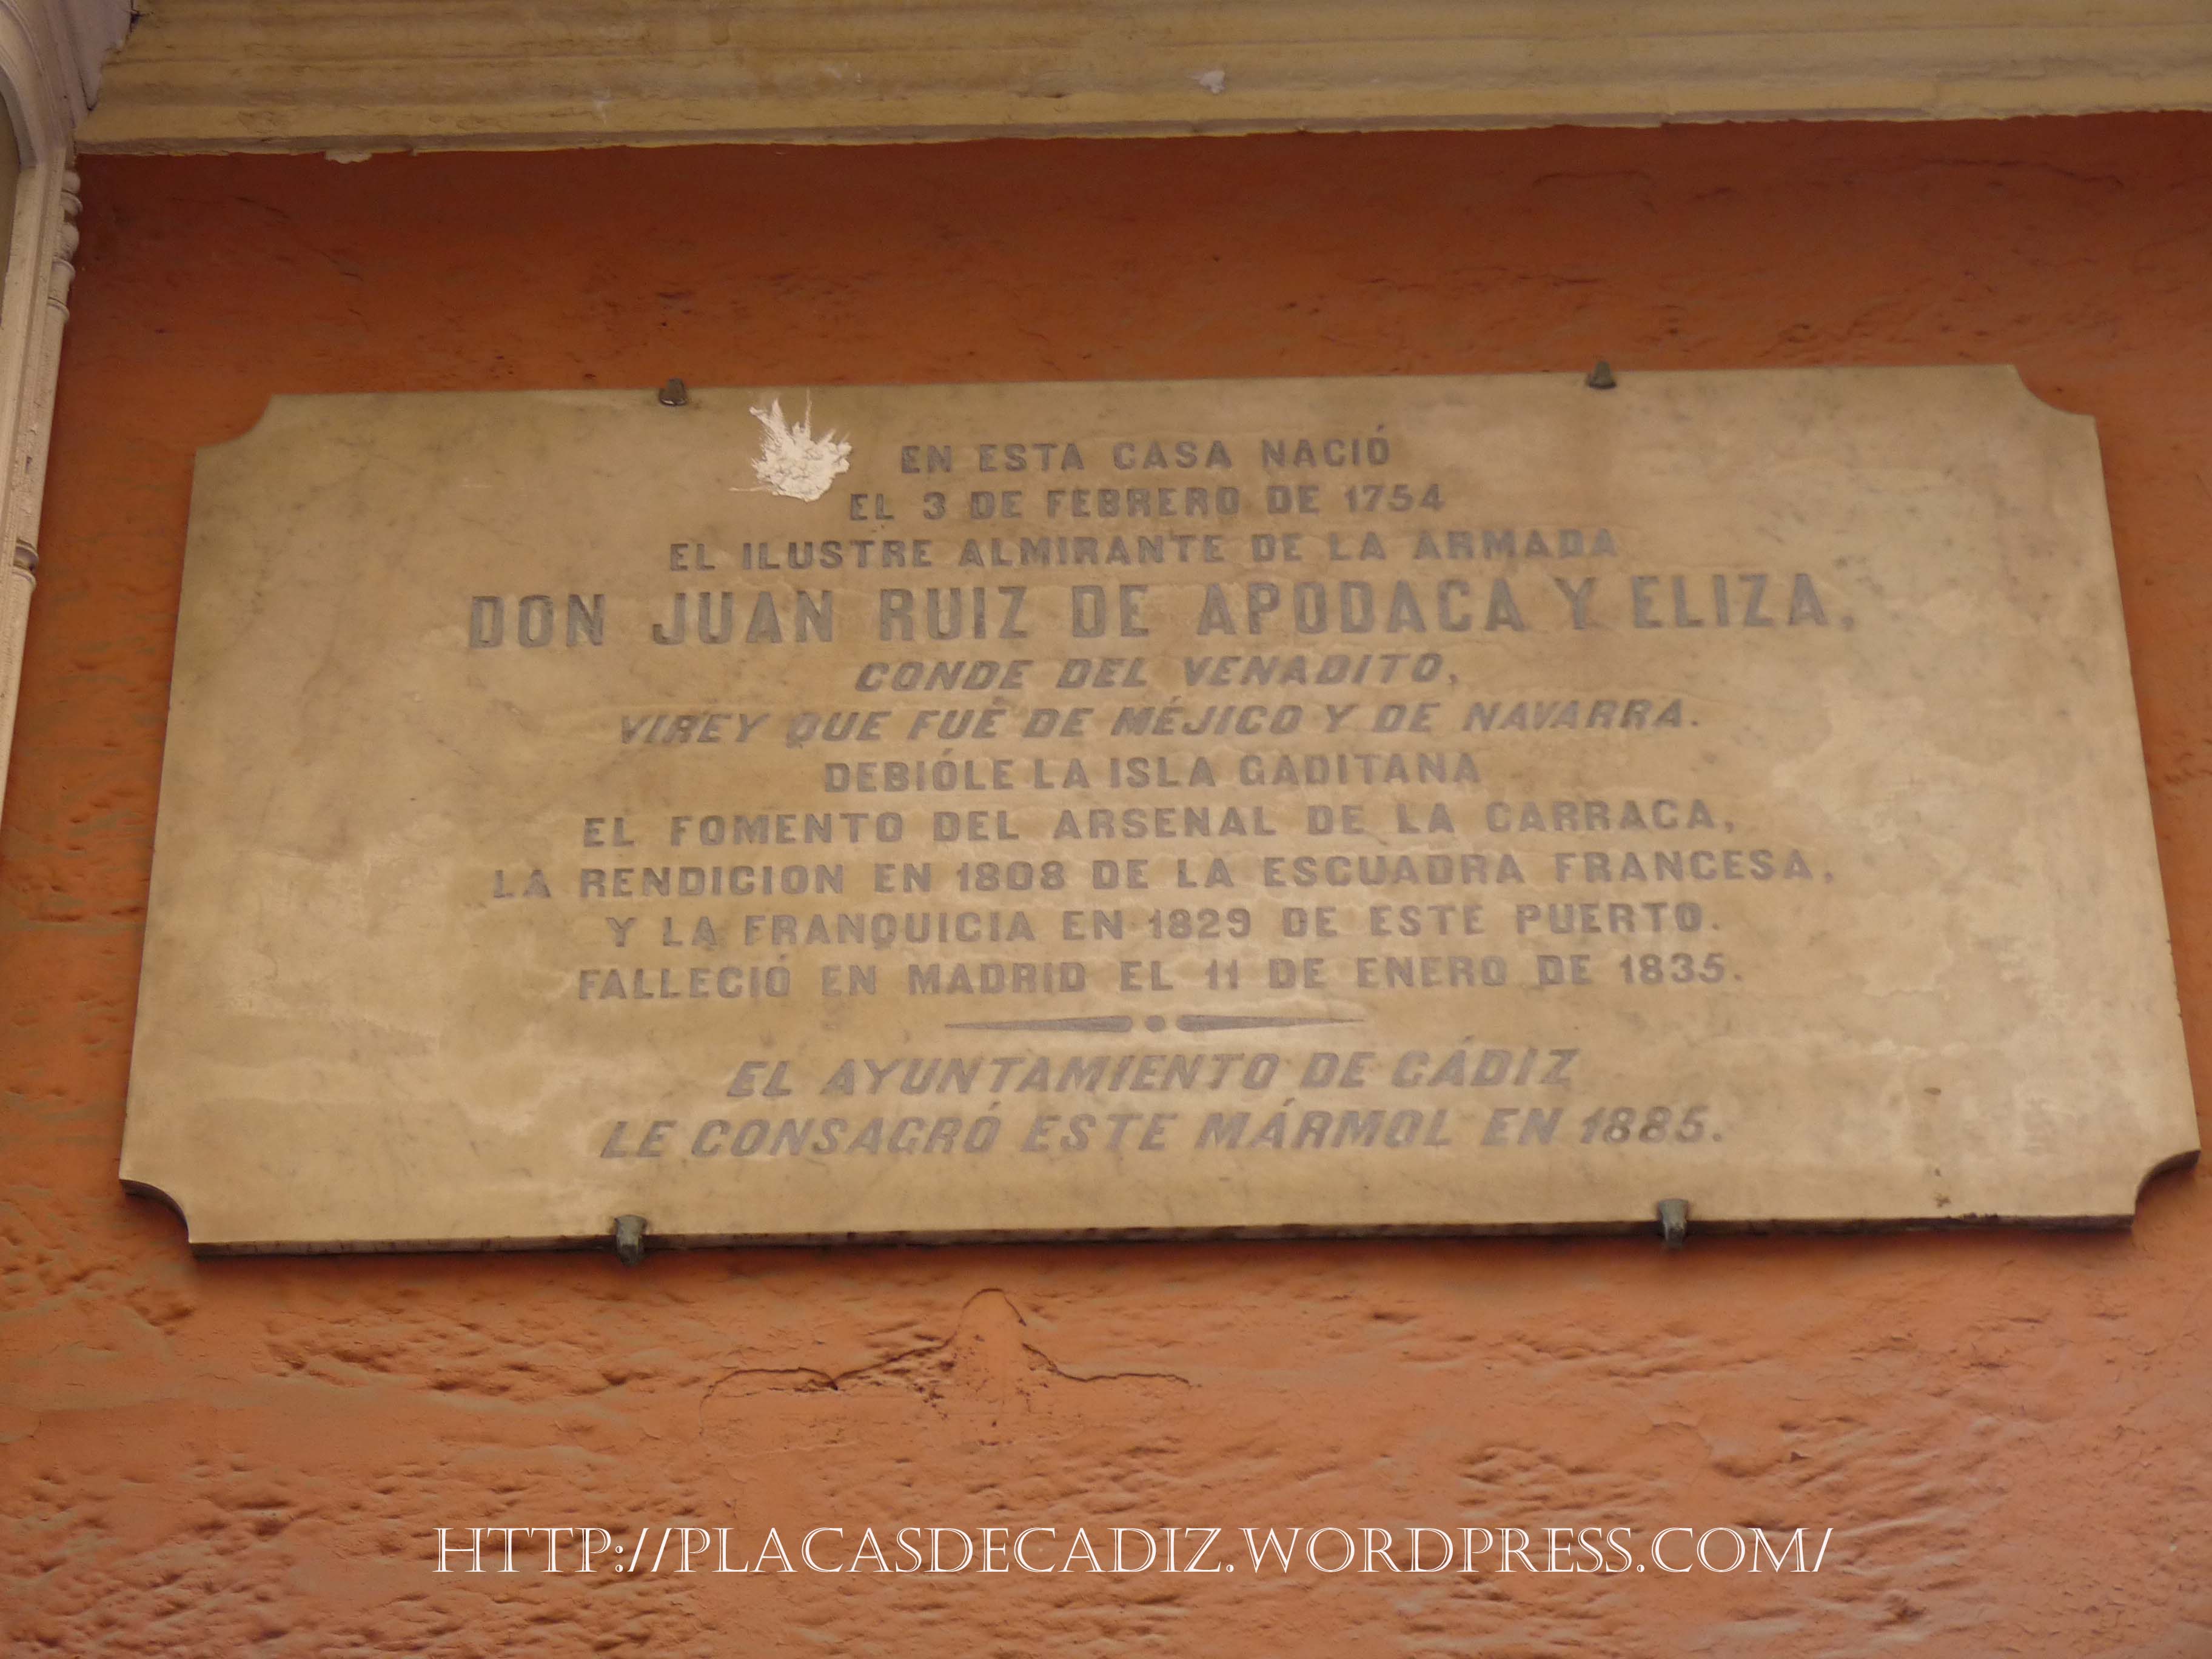 EN ESTA CASA NACIÓ
EL 3 DE FEBRERO DE 1754
EL ILUSTRE ALMIRANTE DE LA ARMADA
DON JUAN RUIZ DE APODACA Y ELIZA,
CONDE DEL VENADITO,
VIREY QUE FUÉ DE MÉJICO Y DE NAVARRA.
DEBIÓLE LA ISLA GADITANA
EL FOMENTO DEL ARSENAL DE LA CARRACA,
LA RENDICION EN 1808 DE LA ESCUADRA FRANCESA,
Y LA FRANQUICIA EN 1829 DE ESTE PUERTO.
FALLECIÓ EN MADRID EL 11 DE ENERO DE 1835.
EL AYUNTAMIENTO DE CÁDIZ
LE CONSAGRÓ ESTE MÁRMOL EN 1885.
HTTP://PLACASDECADIZ.WORDPRESS.COM/